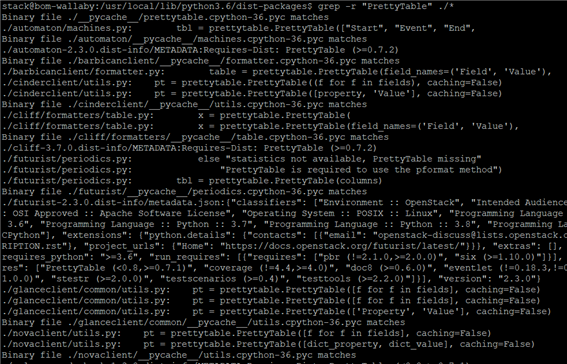 stack@bom-wallaby:/usr/local/lib/python3.6/dist-packages$ grep -r "PrettyTable" ./*
Binary file ./__pycache__/prettytable.cpython-36.pyc matches
./automaton/machines.py:        tbl = prettytable.PrettyTable(["Start", "Event", "End",
Binary file ./automaton/__pycache__/machines.cpython-36.pyc matches
./automaton-2.3.0.dist-info/METADATA:Requires-Dist: PrettyTable (>=0.7.2)
Binary file ./barbicanclient/__pycache__/formatter.cpython-36.pyc matches
./barbicanclient/formatter.py:        table = prettytable.PrettyTable(field_names=('Field', 'Value'),
./cinderclient/utils.py:    pt = prettytable.PrettyTable((f for f in fields), caching=False)
./cinderclient/utils.py:    pt = prettytable.PrettyTable([property, 'Value'], caching=False)
Binary file ./cinderclient/__pycache__/utils.cpython-36.pyc matches
./cliff/formatters/table.py:        x = prettytable.PrettyTable(
./cliff/formatters/table.py:        x = prettytable.PrettyTable(field_names=('Field', 'Value'),
Binary file ./cliff/formatters/__pycache__/table.cpython-36.pyc matches
./cliff-3.7.0.dist-info/METADATA:Requires-Dist: PrettyTable (>=0.7.2)
./futurist/periodics.py:            else "statistics not available, PrettyTable missing"
./futurist/periodics.py:                "PrettyTable is required to use the pformat method")
./futurist/periodics.py:        tbl = prettytable.PrettyTable(columns)
Binary file ./futurist/__pycache__/periodics.cpython-36.pyc matches
./futurist-2.3.0.dist-info/metadata.json:{"classifiers": ["Environment :: OpenStack", "Intended Audience
: OSI Approved :: Apache Software License", "Operating System :: POSIX :: Linux", "Programming Language
 3.6", "Programming Language :: Python :: 3.7", "Programming Language :: Python :: 3.8", "Programming La
CPython"], "extensions": {"python.details": {"contacts": [{"email": "openstack-discuss@lists.openstack.o
RIPTION.rst"}, "project_urls": {"Home": "https://docs.openstack.org/futurist/latest/"}}}, "extras": [],
requires_python": ">=3.6", "run_requires": [{"requires": ["pbr (!=2.1.0,>=2.0.0)", "six (>=1.10.0)"]}],
res": ["PrettyTable (<0.8,>=0.7.1)", "coverage (!=4.4,>=4.0)", "doc8 (>=0.6.0)", "eventlet (!=0.18.3,!=0
1.0.0)", "stestr (>=2.0.0)", "testscenarios (>=0.4)", "testtools (>=2.2.0)"]}], "version": "2.3.0"}
./glanceclient/common/utils.py:    pt = prettytable.PrettyTable([f for f in fields], caching=False)
./glanceclient/common/utils.py:    pt = prettytable.PrettyTable([f for f in fields], caching=False)
./glanceclient/common/utils.py:    pt = prettytable.PrettyTable(['Property', 'Value'], caching=False)
Binary file ./glanceclient/common/__pycache__/utils.cpython-36.pyc matches
./novaclient/utils.py:    pt = prettytable.PrettyTable([f for f in fields], caching=False)
./novaclient/utils.py:    pt = prettytable.PrettyTable([dict_property, dict_value], caching=False)
Binary file ./novaclient/__pycache__/utils.cpython-36.pyc matches